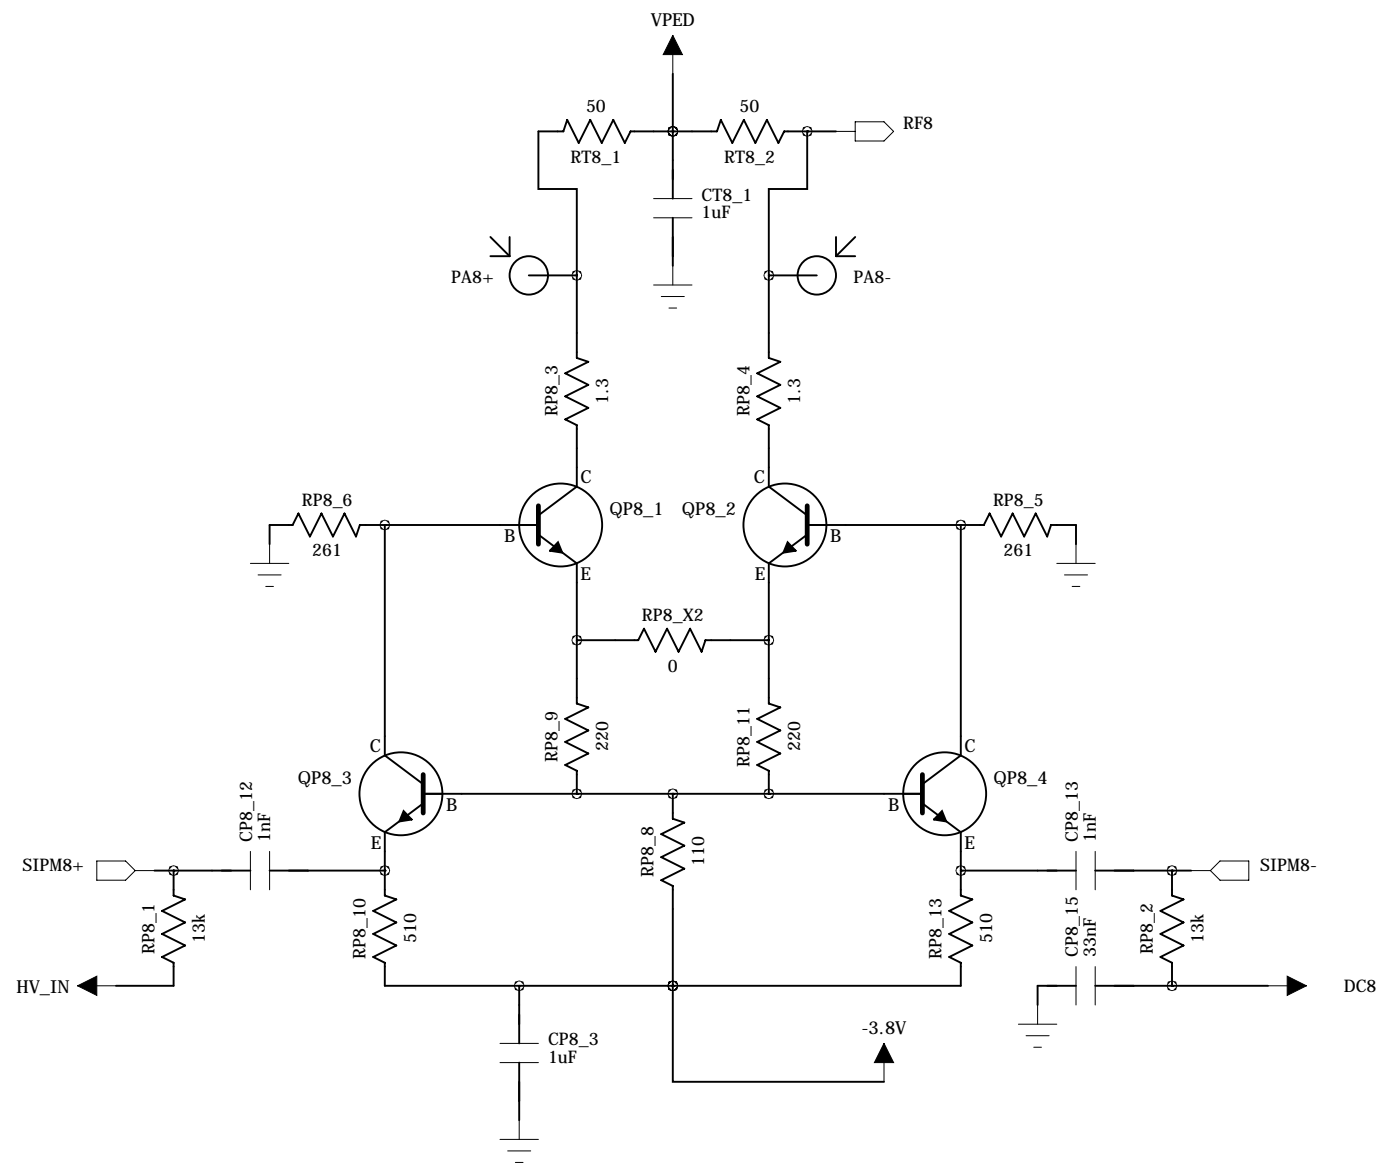 VPED
50
50
RF8
RT8_1
RT8_2
CT8_1
1uF
PA8+
PA8-
RP8_3
1.3
RP8_4
1.3
C
C
RP8_6
QP8_1
QP8_2
RP8_5
B
B
261
261
E
E
RP8_X2
0
RP8_9
220
RP8_11
220
C
C
QP8_3
QP8_4
B
B
CP8_12
1nF
CP8_13
1nF
E
E
RP8_8
110
SIPM8+
SIPM8-
RP8_1
13k
RP8_10
510
RP8_13
510
CP8_15
33nF
RP8_2
13k
HV_IN
DC8
-3.8V
CP8_3
1uF